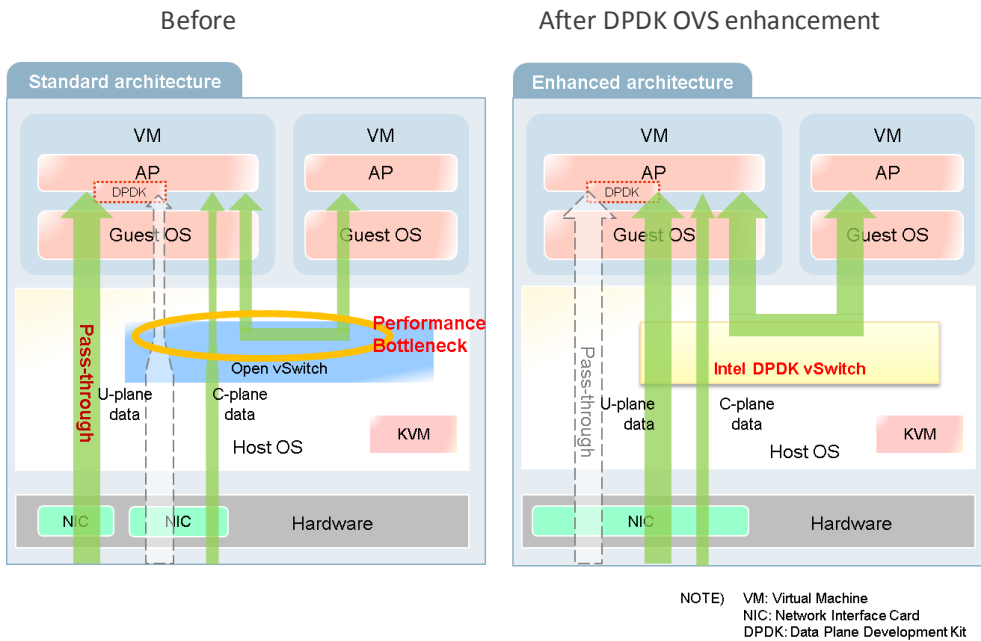 Before
After DPDK OVS enhancement
Standard architecture
VM
AP
DPDK
Guest OS
VM
AP
Guest OS
Pass-through
Performance
Bottleneck
Open vSwitch
U-plane
data
C-plane
data
KVM
Host OS
NIC
NIC
Hardware
Enhanced architecture
VM
AP
DPDK
Guest OS
VM
AP
Guest OS
Pass-through
Intel DPDK vSwitch
U-plane
data
C-plane
data
KVM
Host OS
NIC
Hardware
NOTE) VM: Virtual Machine
NIC: Network Interface Card
DPDK: Data Plane Development Kit